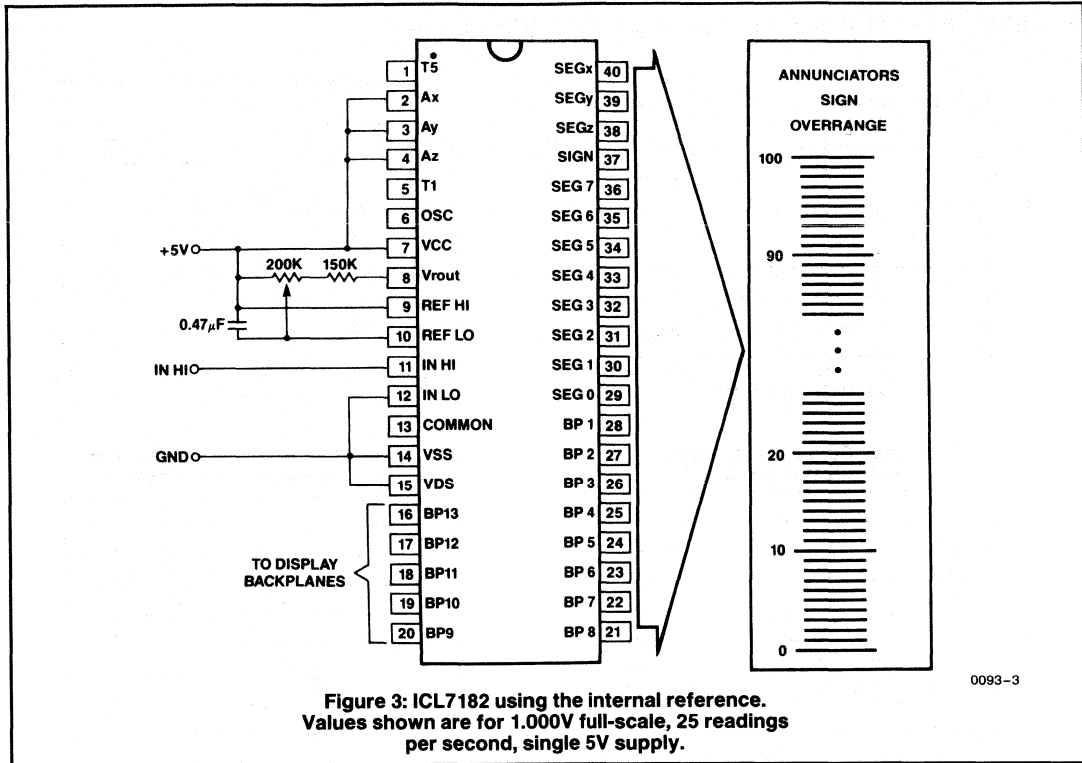 1 T5
2 Ax
3 Ay
4 Az
5 T1
6 OSC
+5V 7 VCC
200K 150K 8 Vrout
9 REF HI
0.47μF 10 REF LO
IN HI 11 IN HI
12 IN LO
13 COMMON
GND 14 VSS
15 VDS
16 BP13
17 BP12
TO DISPLAY
BACKPLANES
18 BP11
19 BP10
20 BP9
SEGx 40
SEGy 39
SEGz 38
SIGN 37
SEG 7 36
SEG 6 35
SEG 5 34
SEG 4 33
SEG 3 32
SEG 2 31
SEG 1 30
SEG 0 29
BP 1 28
BP 2 27
BP 3 26
BP 4 25
BP 5 24
BP 6 23
BP 7 22
BP 8 21
ANNUNCIATORS
SIGN
OVERRANGE
100
90
20
10
0
0093-3
Figure 3: ICL7182 using the internal reference.
Values shown are for 1.000V full-scale, 25 readings
per second, single 5V supply.